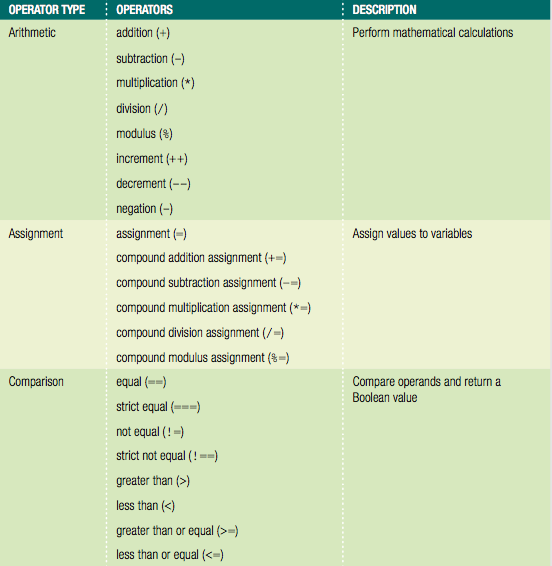 OPERATOR TYPE OPERATORS DESCRIPTION
Arithmetic addition (+) Perform mathematical calculations
subtraction (–)
multiplication (*)
division (/)
modulus (%)
increment (++)
decrement (––)
negation (–)
Assignment assignment (=) Assign values to variables
compound addition assignment (+=)
compound subtraction assignment (–=)
compound multiplication assignment (*=)
compound division assignment (/=)
compound modulus assignment (%=)
Comparison equal (==) Compare operands and return a
Boolean value
strict equal (===)
not equal (!=)
strict not equal (!==)
greater than (>)
less than (<)
greater than or equal (>=)
less than or equal (<=)